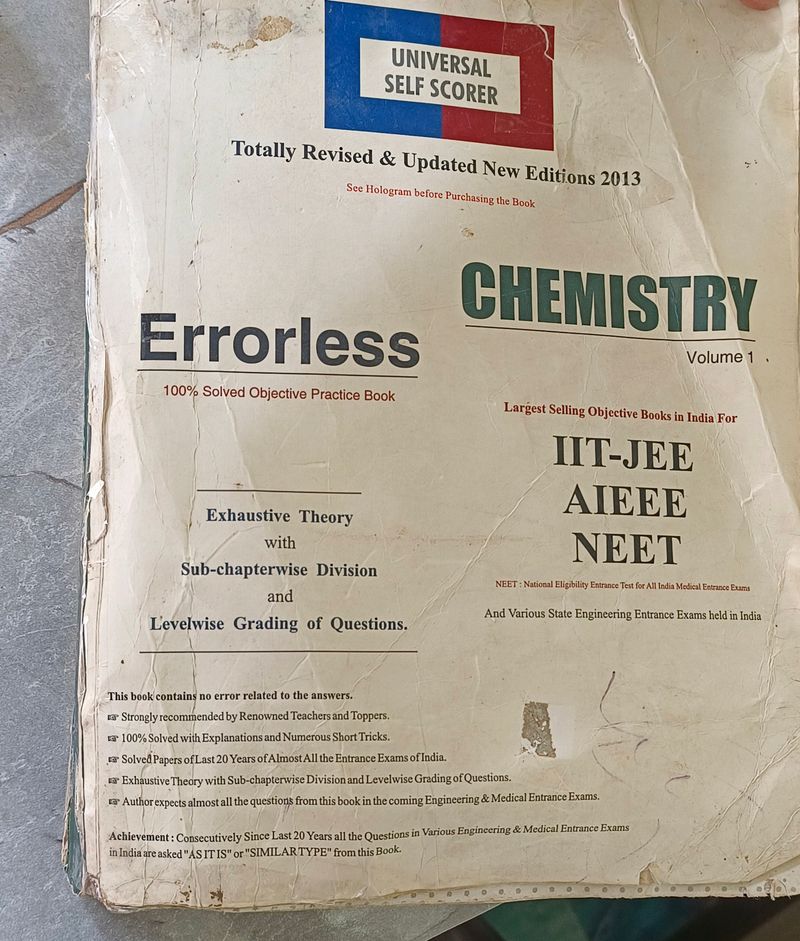 UNIVERSAL
SELF SCORER
Totally Revised & Updated New Editions 2013
See Hologram before Purchasing the Book
CHEMISTRY
Volume 1
Errorless
100% Solved Objective Practice Book
Largest Selling Objective Books in India For
IIT-JEE
AIEEE
NEET
NEET : National Eligibility Entrance Test for All India Medical Entrance Exams
And Various State Engineering Entrance Exams held in India
Exhaustive Theory
with
Sub-chapterwise Division
and
Levelwise Grading of Questions.
This book contains no error related to the answers.
☞ Strongly recommended by Renowned Teachers and Toppers.
☞ 100% Solved with Explanations and Numerous Short Tricks.
☞ Solved Papers of Last 20 Years of Almost All the Entrance Exams of India.
☞ Exhaustive Theory with Sub-chapterwise Division and Levelwise Grading of Questions.
☞ Author expects almost all the questions from this book in the coming Engineering & Medical Entrance Exams.
Achievement : Consecutively Since Last 20 Years all the Questions in Various Engineering & Medical Entrance Exams
in India are asked "AS IT IS" or "SIMILAR TYPE" from this Book.